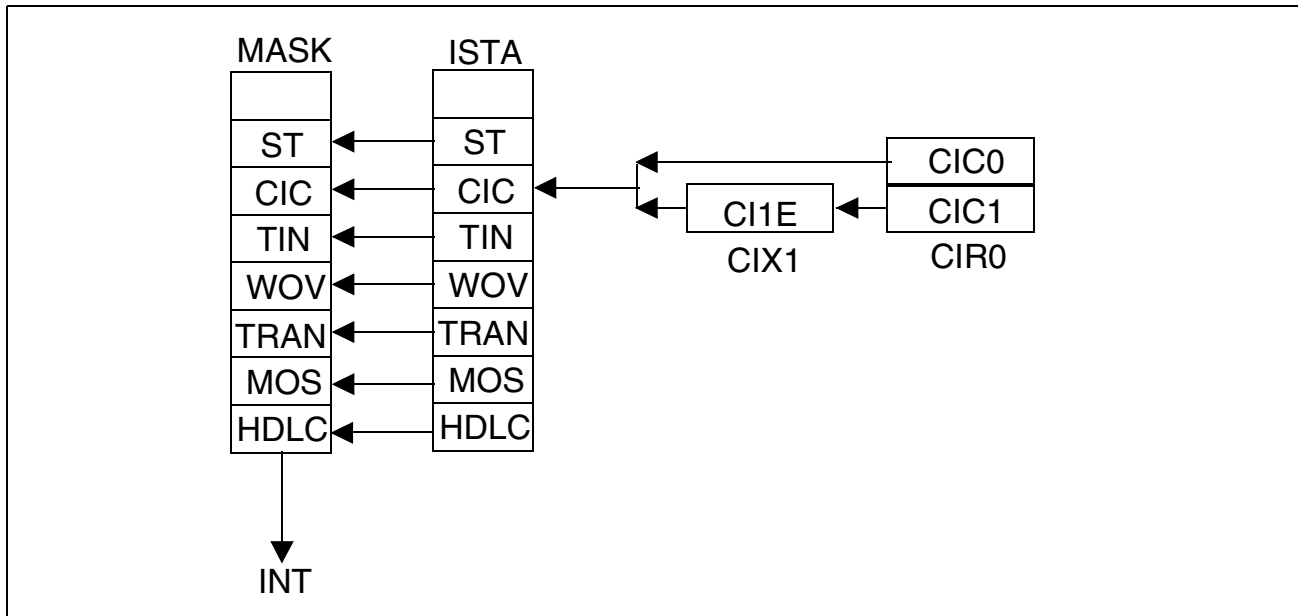 MASK ISTA
ST ST CIC0
CIC CIC CI1E CIC1
TIN TIN CIX1 CIR0
WOV WOV
TRAN TRAN
MOS MOS
HDLC HDLC
INT